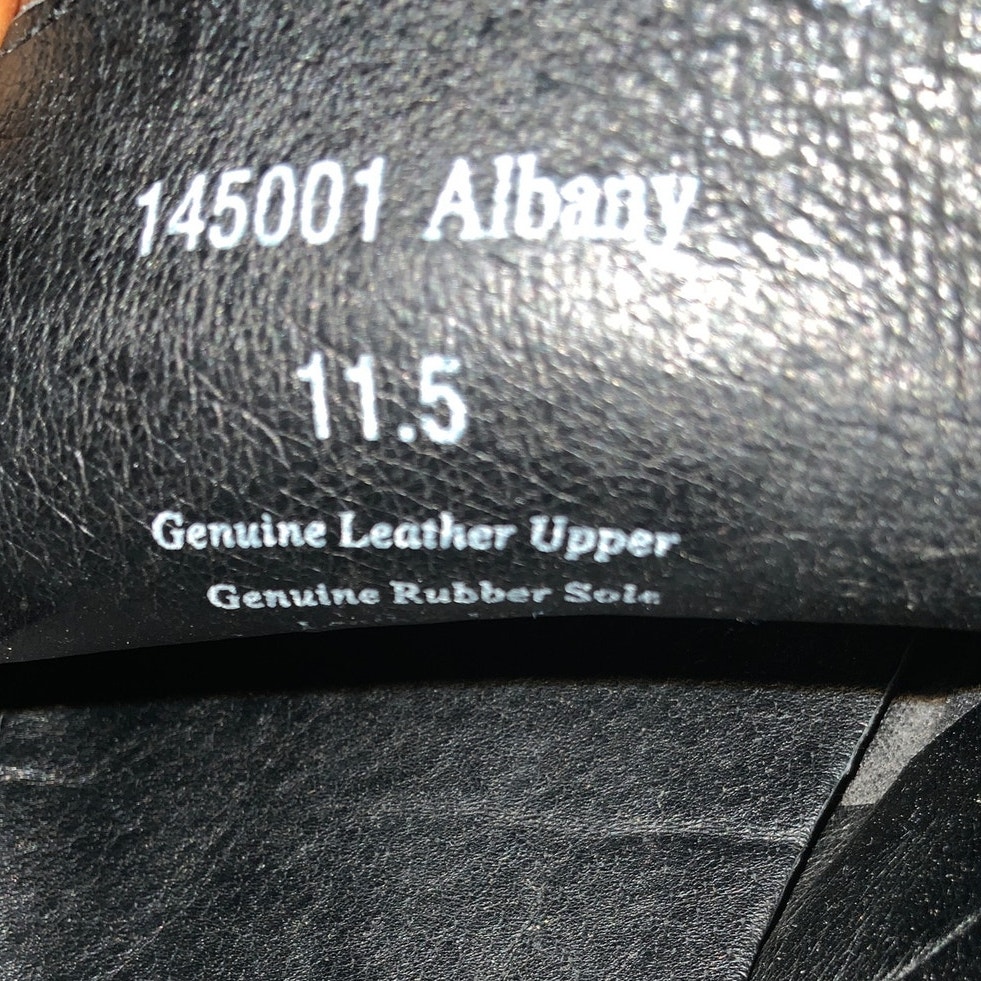 145001 Albany
11.5
Genuine Leather Upper
Genuine Rubber Sole